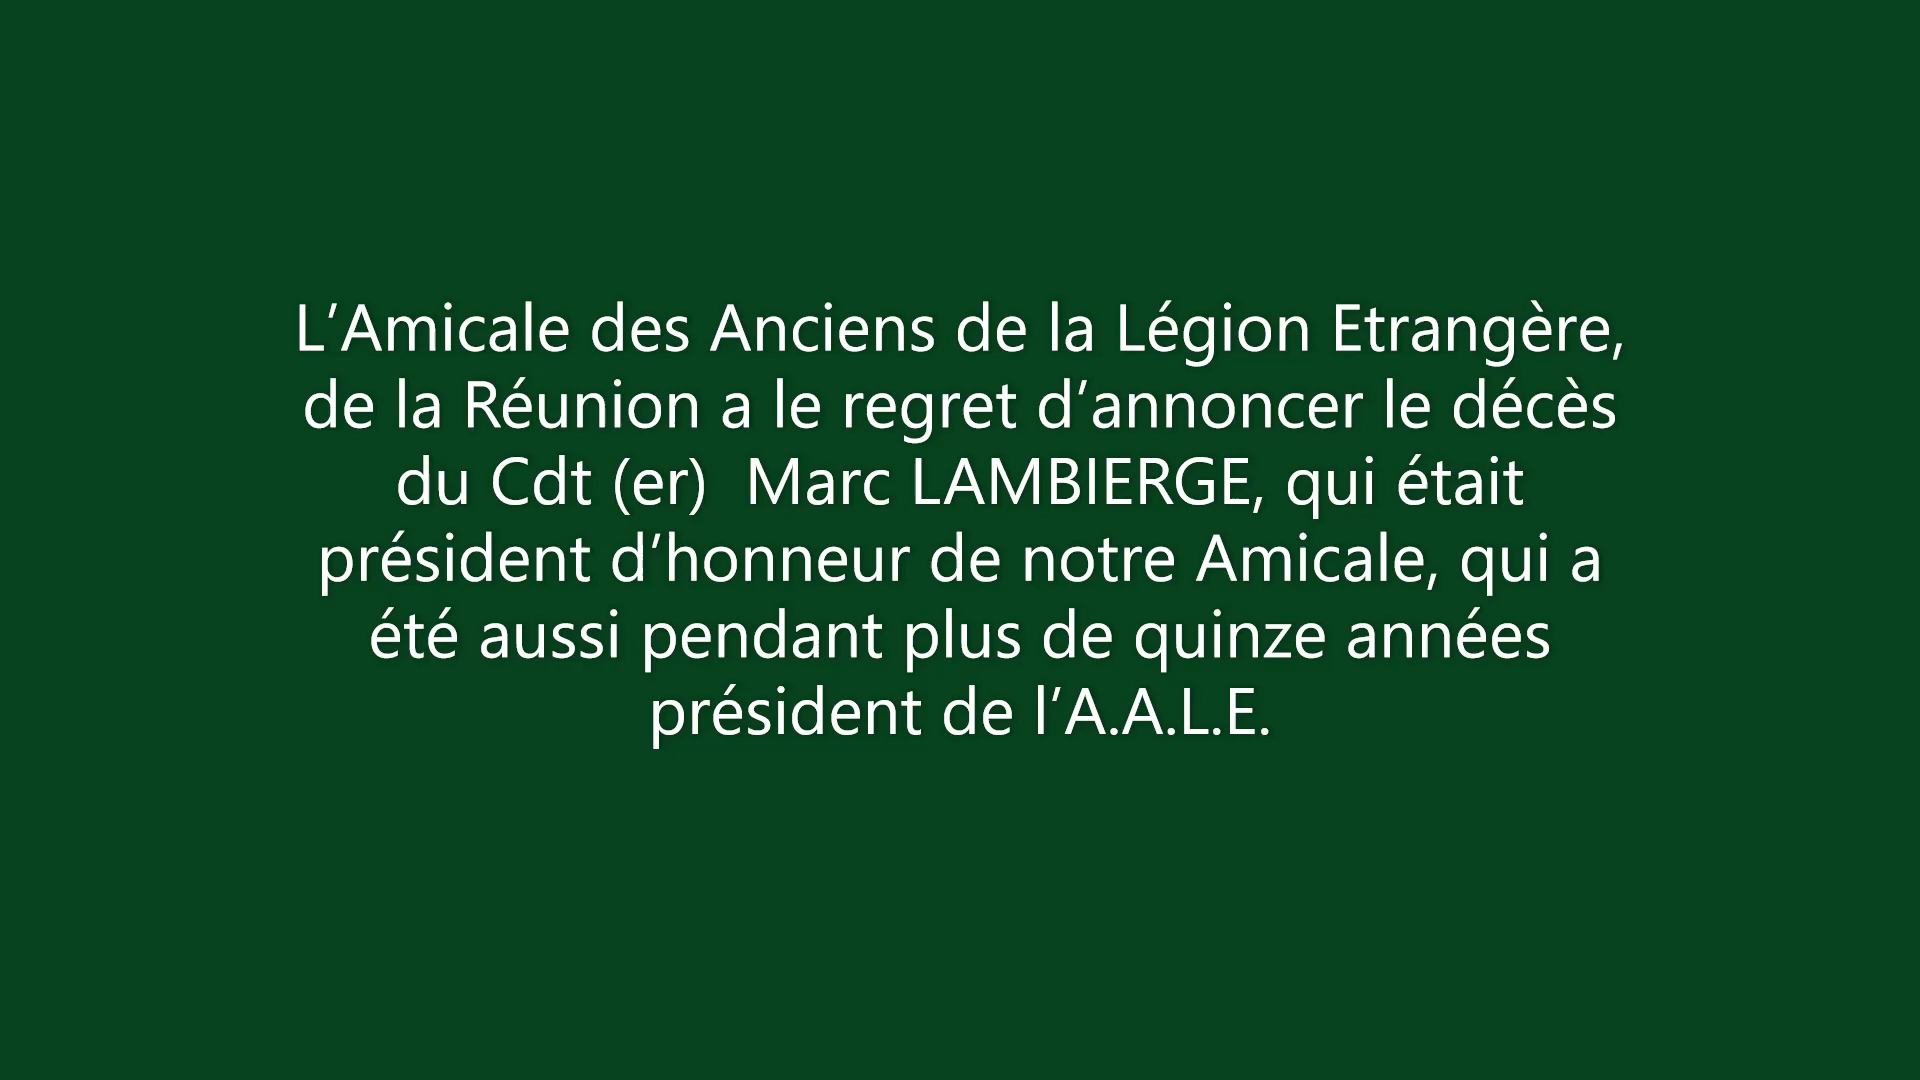 L’Amicale des Anciens de la Légion Etrangère,
de la Réunion a le regret d’annoncer le décès
du Cdt (er)  Marc LAMBIERGE, qui était
président d’honneur de notre Amicale, qui a
été aussi pendant plus de quinze années
président de l’A.A.L.E.